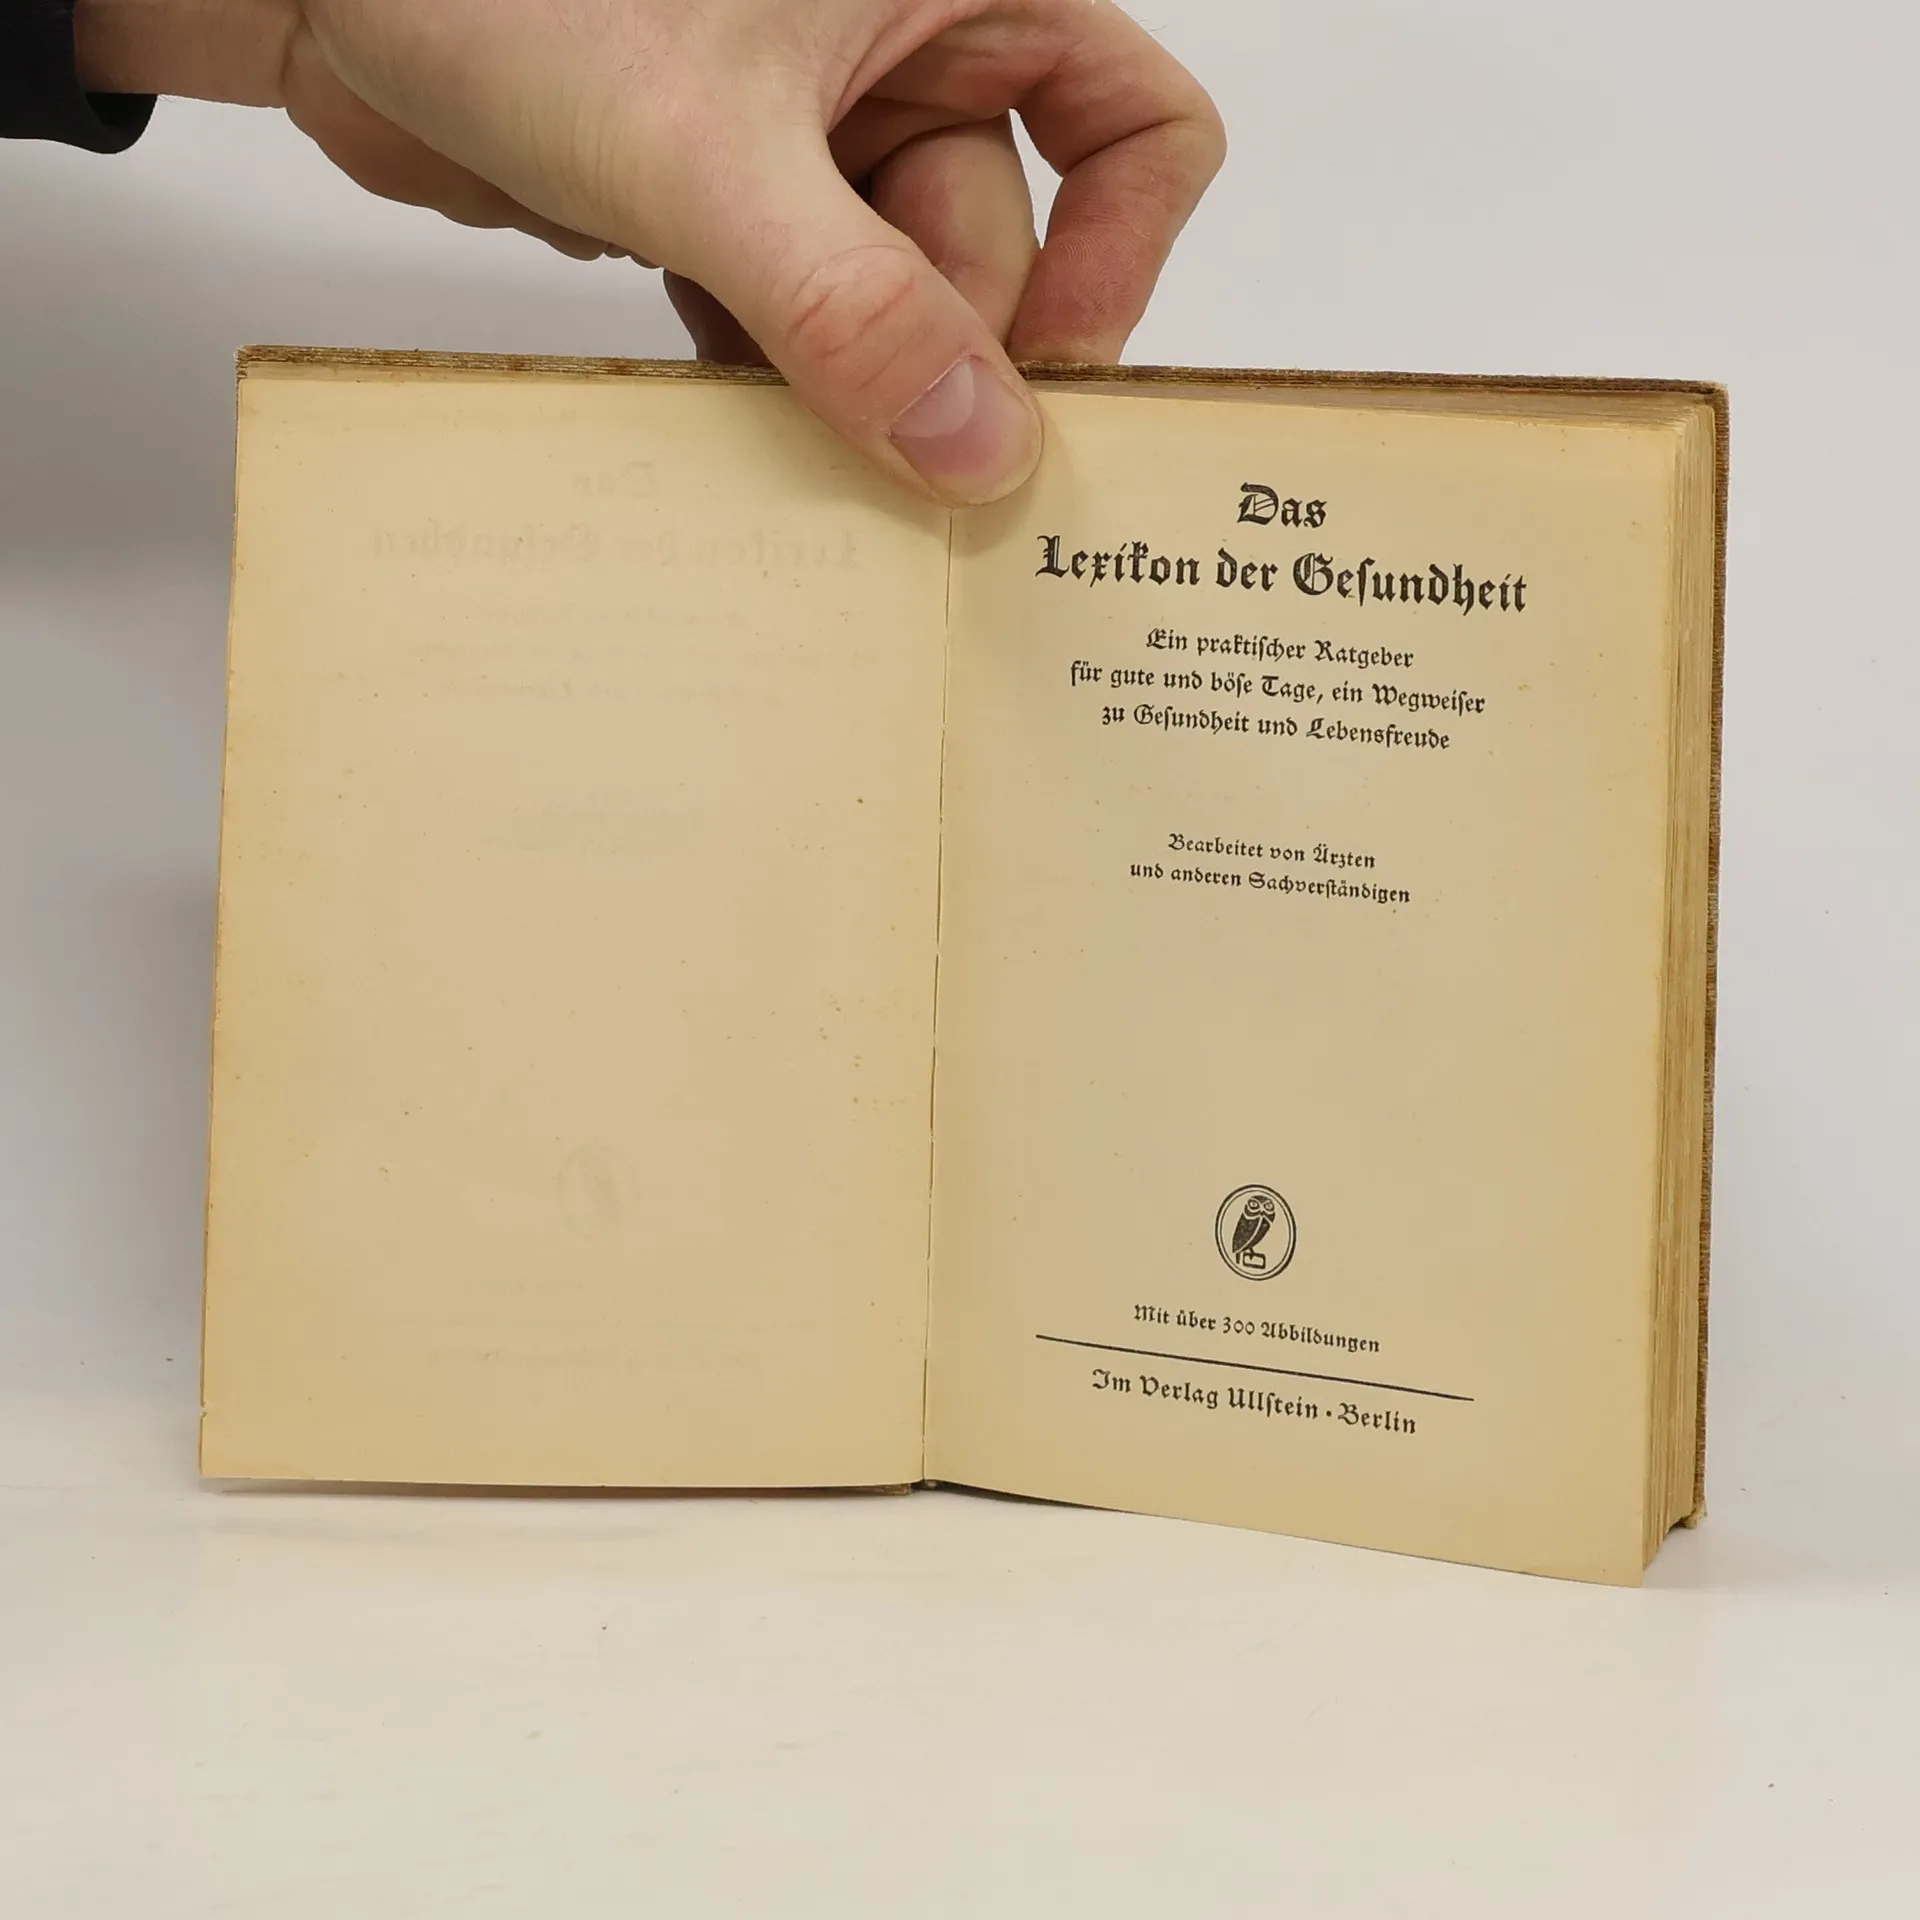 Das
Lexikon der Geſundheit
Ein praktiſcher Ratgeber
für gute und böſe Tage, ein Wegweiſer
zu Geſundheit und Lebensfreude
Bearbeitet von Ärzten
und anderen Sachverſtändigen
Mit über 300 Abbildungen
Im Verlag Ullſtein • Berlin